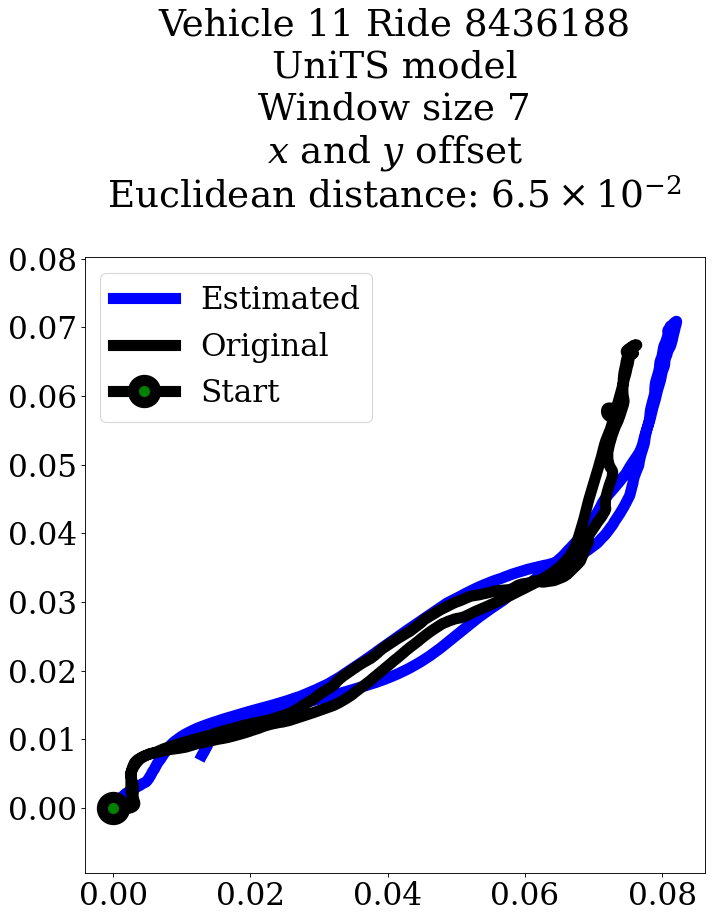 Vehicle 11 Ride 8436188
UniTS model
Window size 7
x and y offset
Euclidean distance: 6.5 × 10⁻²
0.08
0.07
0.06
0.05
0.04
0.03
0.02
0.01
0.00
Estimated
Original
Start
0.00 0.02 0.04 0.06 0.08